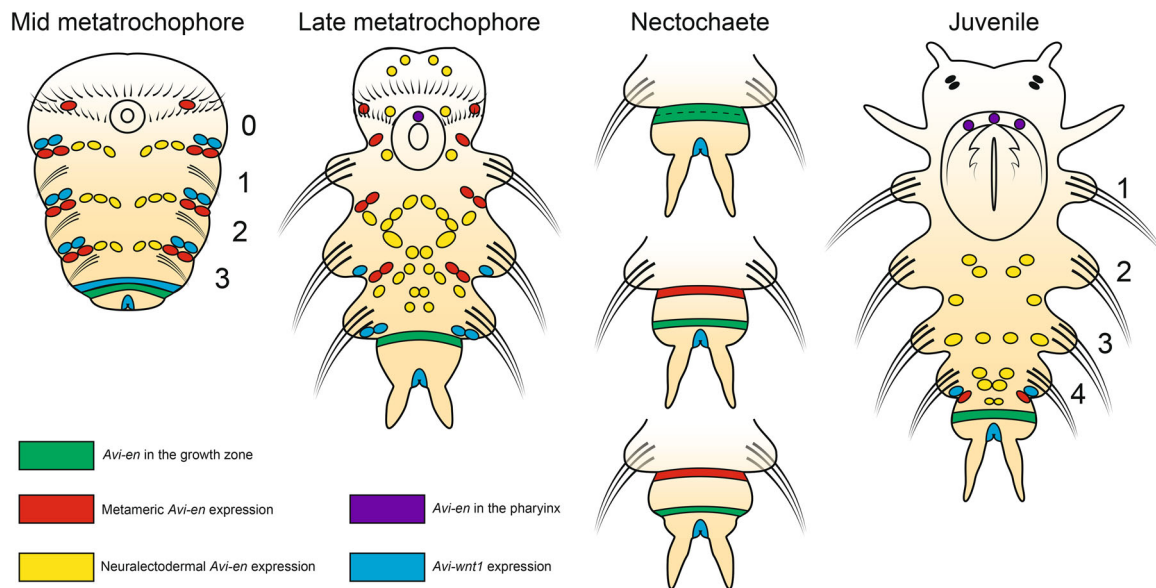 Mid metatrochophore
Late metatrochophore
Nectochaete
Juvenile
0
1
2
3
1
2
3
4
Avi-en in the growth zone
Metameric Avi-en expression
Avi-en in the pharyinx
Neuralectodermal Avi-en expression
Avi-wnt1 expression